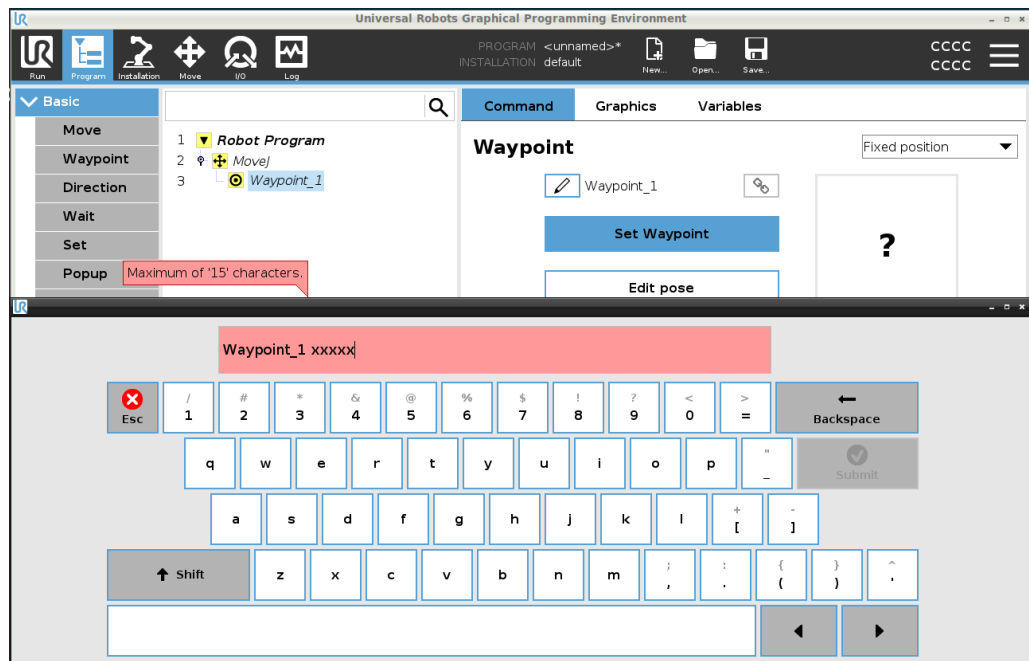 Universal Robots Graphical Programming Environment
UR
Run
Program
Installation
Move
I/O
Log
PROGRAM <unnamed>*
INSTALLATION default
New...
Open...
Save...
CCCC
CCCC
Basic
Move
Waypoint
Direction
Wait
Set
Popup
1 Robot Program
2 MoveJ
3 Waypoint_1
Command Graphics Variables
Waypoint
Fixed position
Waypoint_1
Set Waypoint
?
Edit pose
Maximum of '15' characters.
UR
Waypoint_1 xxxxx
Esc
/ # * & @ % $ ! ? < >
1 2 3 4 5 6 7 8 9 0 =
Backspace
q w e r t y u i o p " _
Submit
a s d f g h j k l + [ - ]
Shift
z x c v b n m ; , : . { ( } ) ^ '